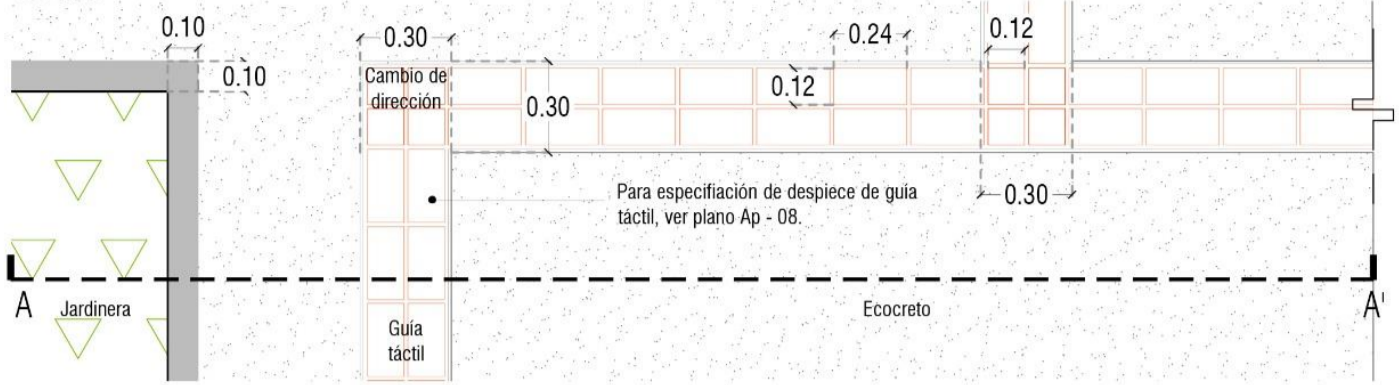 0.10
0.10
0.30
Cambio de
dirección
0.30
0.24
0.12
0.12
0.30
Para especifiación de despiece de guía
táctil, ver plano Ap - 08.
A
Jardinera
Guía
táctil
Ecocreto
A'